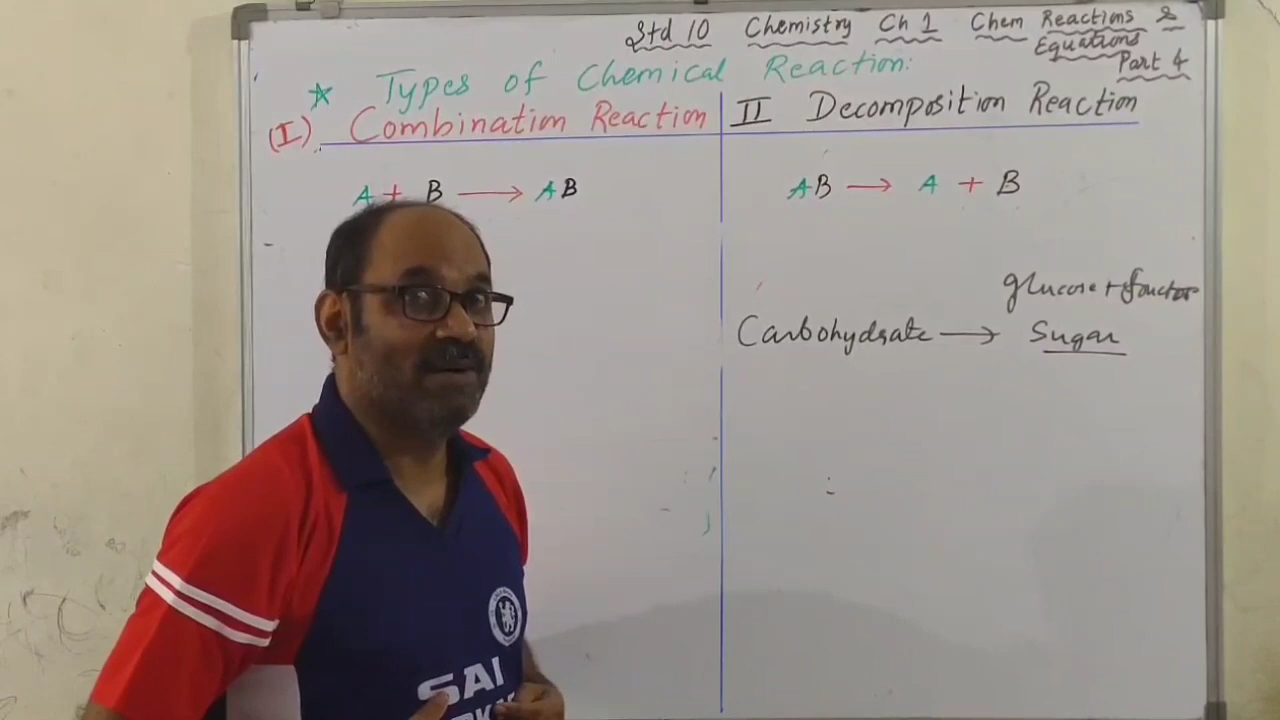 Std 10 Chemistry Ch 1 Chem Reactions &
Equations
Part 4
* Types of Chemical Reaction:
(I) Combination Reaction
A + B → AB
II Decomposition Reaction
AB → A + B
glucose + fructose
Carbohydrate → Sugar
SAI